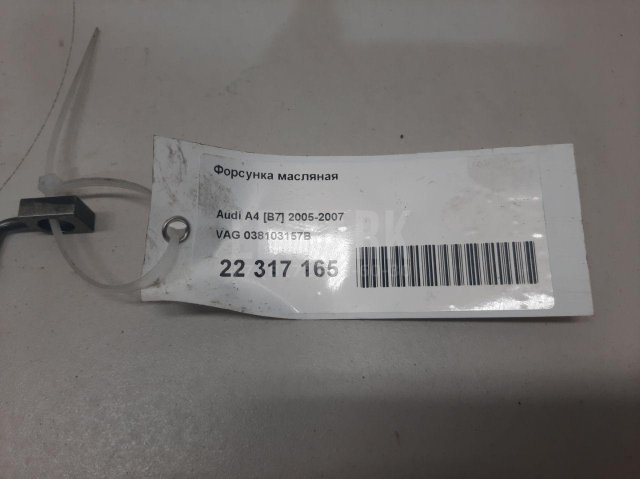 Форсунка масляная
Audi A4 [B7] 2005-2007
VAG 038103157B
22 317 165